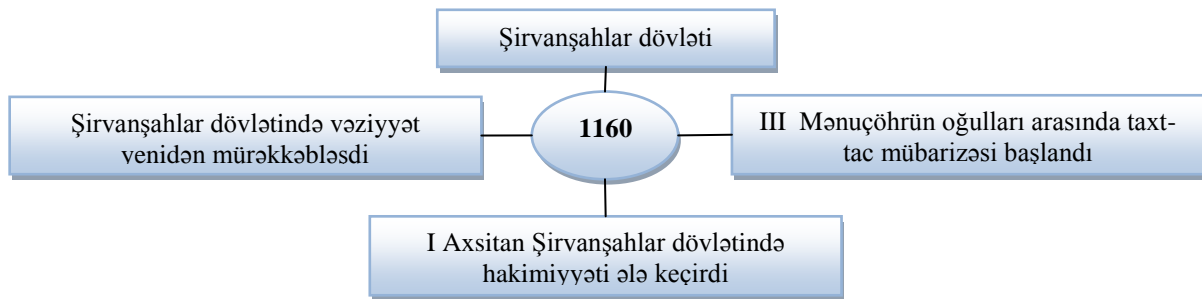 Şirvanşahlar dövləti
Şirvanşahlar dövlətində vəziyyət
yenidən mürəkkəbləşdi
1160
III Mənuçöhrün oğulları arasında taxt-
tac mübarizəsi başlandı
I Axsitan Şirvanşahlar dövlətində
hakimiyyəti ələ keçirdi